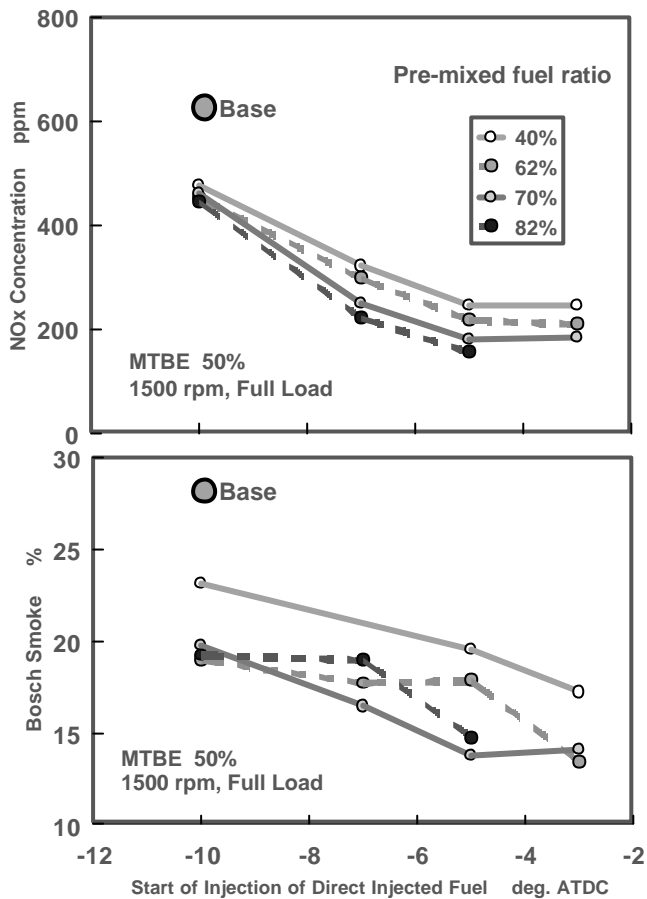 800
Pre-mixed fuel ratio
Base
600
40%
62%
70%
82%
400
200
0
NOx Concentration ppm
MTBE 50%
1500 rpm, Full Load
30
Base
25
20
15
10
Bosch Smoke %
MTBE 50%
1500 rpm, Full Load
-12 -10 -8 -6 -4 -2
Start of Injection of Direct Injected Fuel deg. ATDC